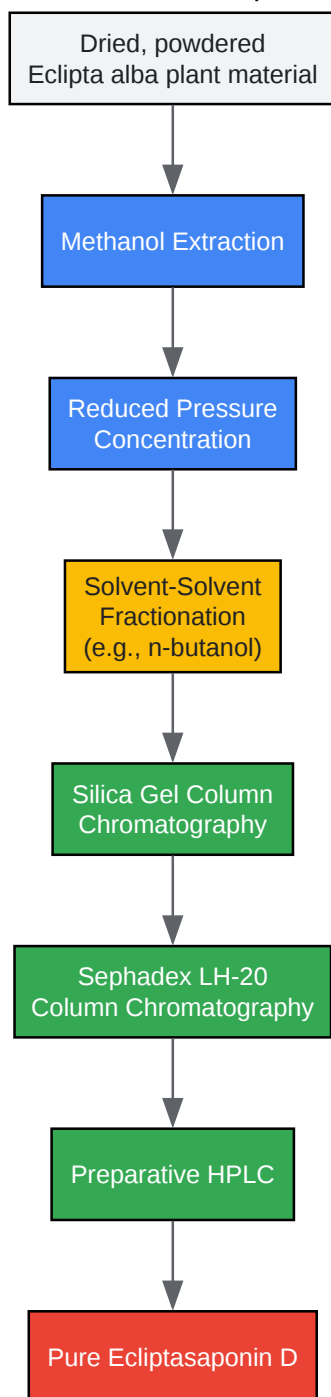 Dried, powdered
Eclipta alba plant material
Methanol Extraction
Reduced Pressure
Concentration
Solvent-Solvent
Fractionation
(e.g., n-butanol)
Silica Gel Column
Chromatography
Sephadex LH-20
Column Chromatography
Preparative HPLC
Pure Ecliptasaponin D